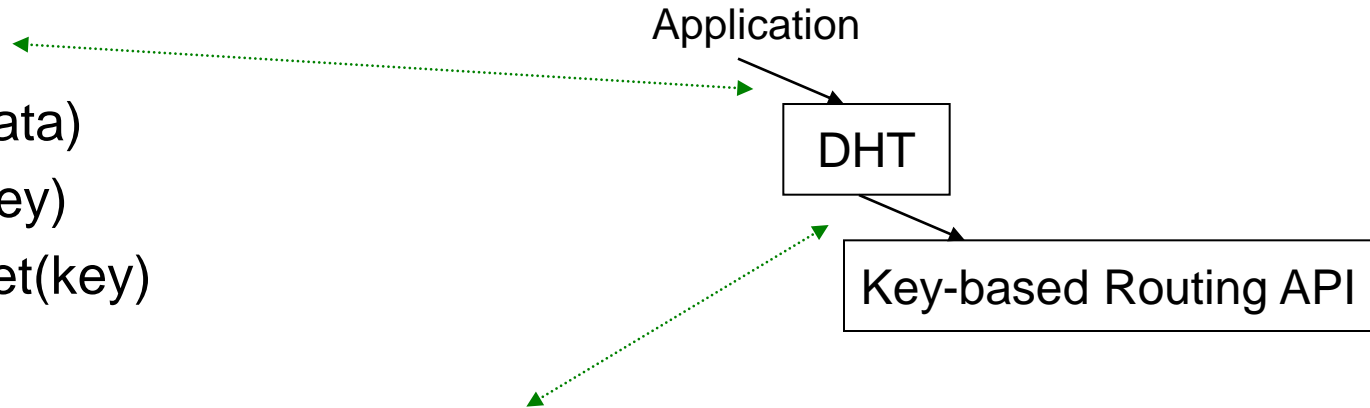 Application
ata)
DHT
ey)
et(key)
Key-based Routing API